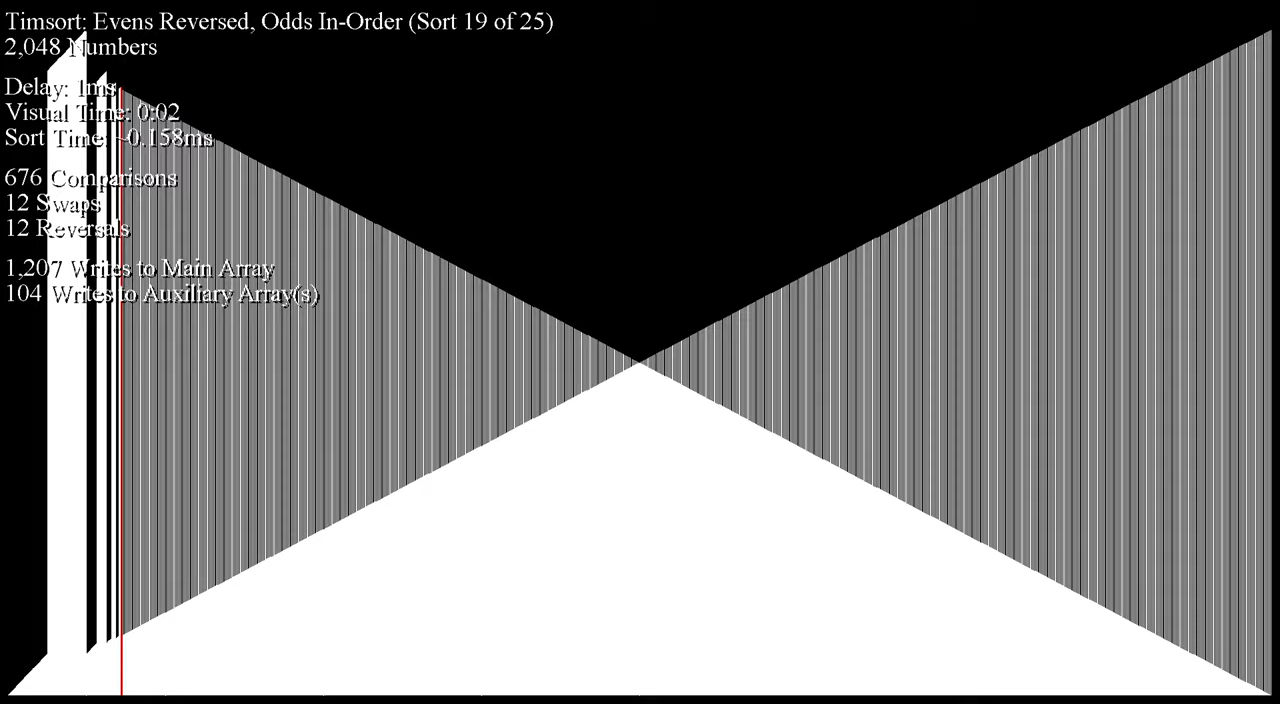 Timsort: Evens Reversed, Odds In-Order (Sort 19 of 25)
2,048 Numbers
Delay: 1ms
Visual Time: 0:02
Sort Time: ~0.158ms
676 Comparisons
12 Swaps
12 Reversals
1,207 Writes to Main Array
104 Writes to Auxiliary Array(s)